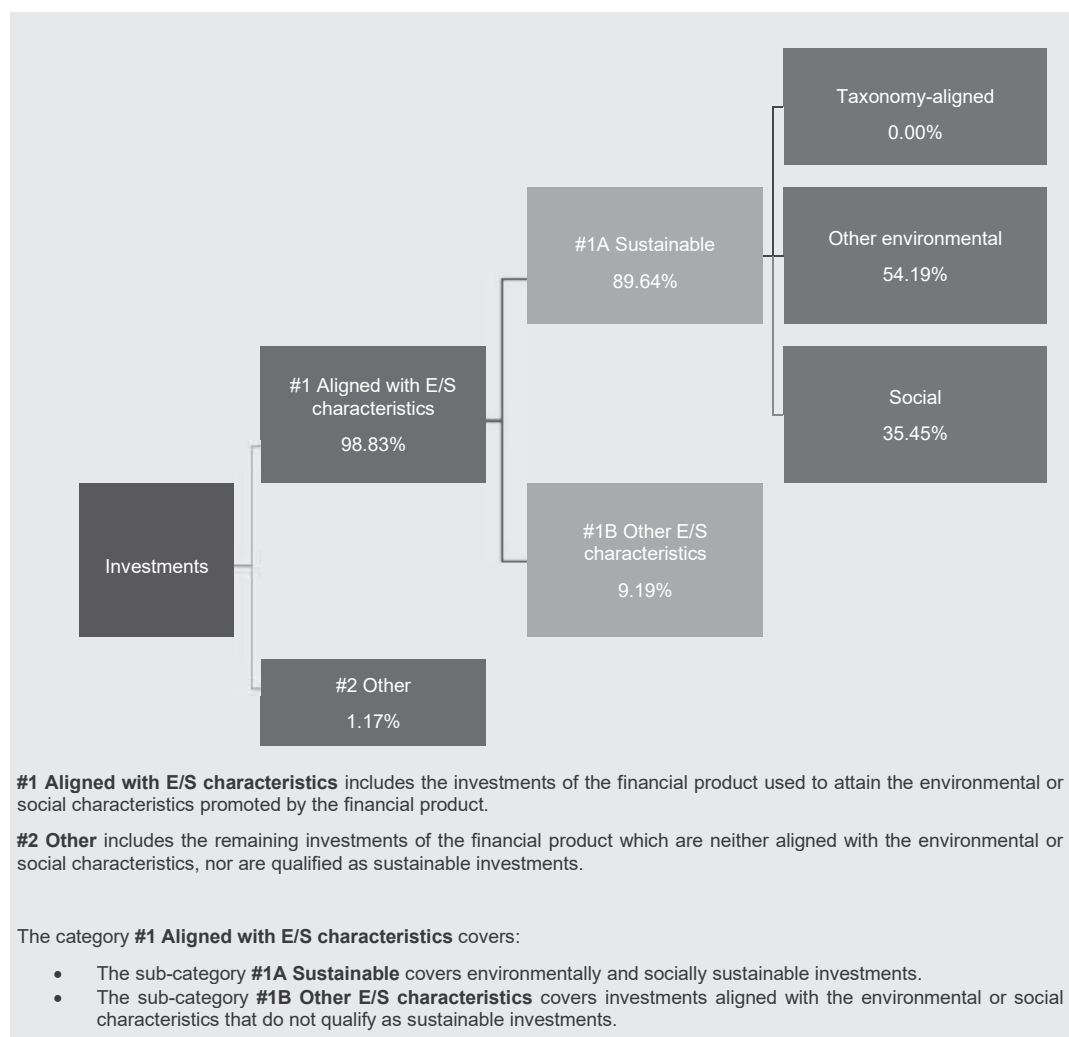 Taxonomy-aligned
0.00%
#1A Sustainable
89.64%
Other environmental
54.19%
#1 Aligned with E/S
characteristics
98.83%
Social
35.45%
Investments
#1B Other E/S
characteristics
9.19%
#2 Other
1.17%
#1 Aligned with E/S characteristics includes the investments of the financial product used to attain the environmental or
social characteristics promoted by the financial product.
#2 Other includes the remaining investments of the financial product which are neither aligned with the environmental or
social characteristics, nor are qualified as sustainable investments.
The category #1 Aligned with E/S characteristics covers:
• The sub-category #1A Sustainable covers environmentally and socially sustainable investments.
• The sub-category #1B Other E/S characteristics covers investments aligned with the environmental or social
characteristics that do not qualify as sustainable investments.